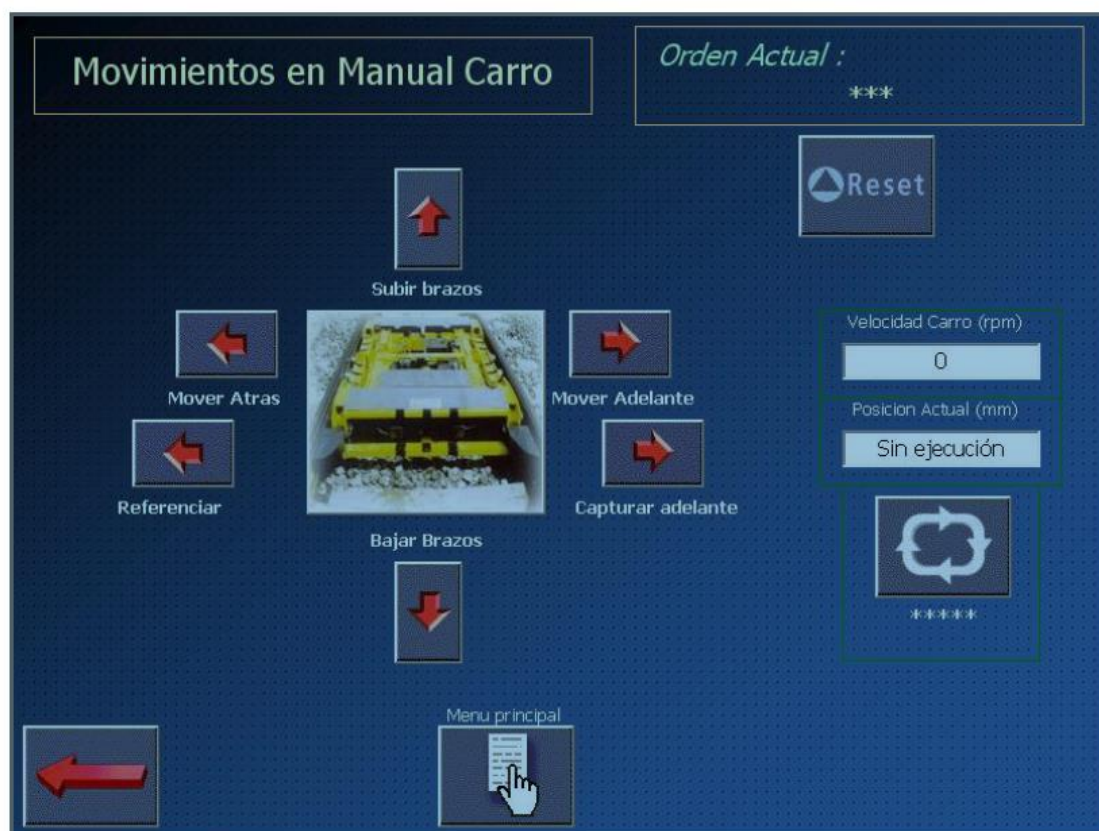 Movimientos en Manual Carro
Orden Actual :
***
Reset
Subir brazos
Mover Atras
Mover Adelante
Velocidad Carro (rpm)
0
Posicion Actual (mm)
Sin ejecución
Referenciar
Capturar adelante
Bajar Brazos
*****
Menu principal